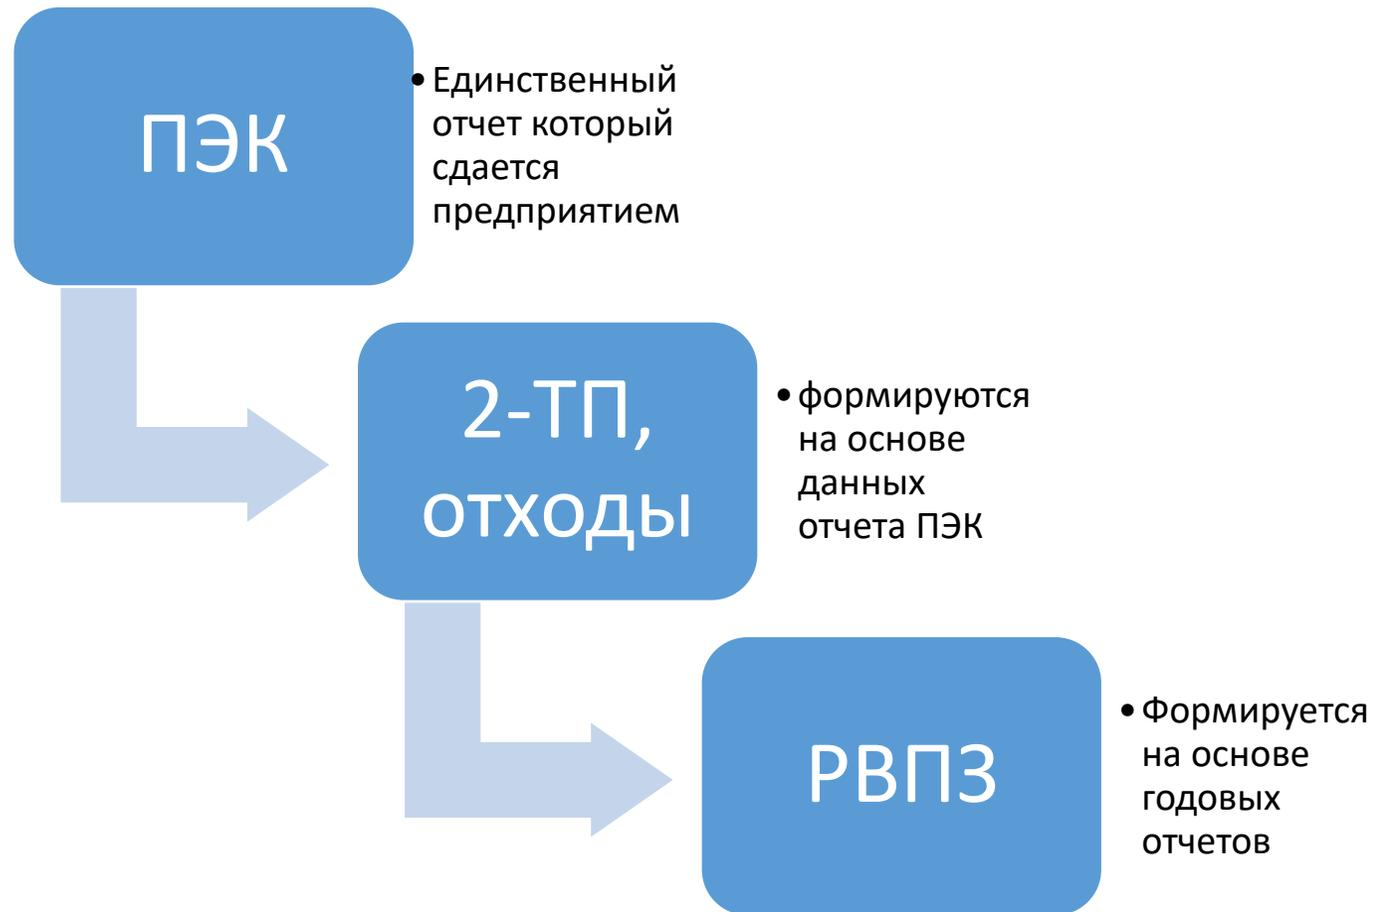 ПЭК
• Единственный
отчет который
сдается
предприятием
2-ТП,
отходы
• формируются
на основе
данных
отчета ПЭК
РВПЗ
• Формируется
на основе
годовых
отчетов